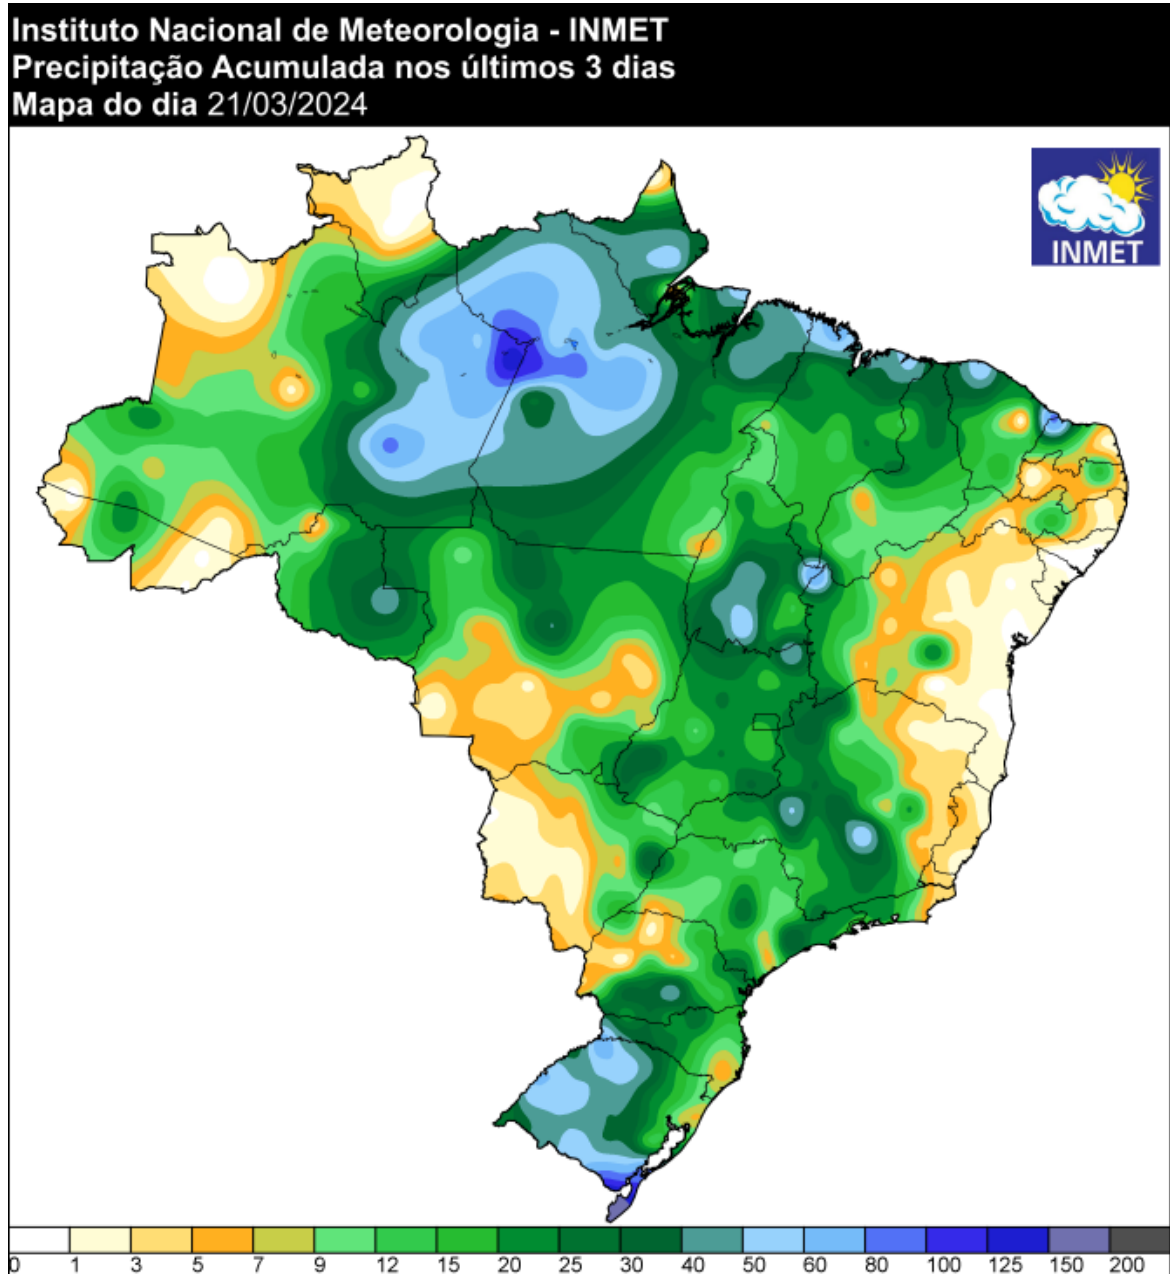 Instituto Nacional de Meteorologia - INMET
Precipitação Acumulada nos últimos 3 dias
Mapa do dia 21/03/2024
INMET
0 1 3 5 7 9 12 15 20 25 30 40 50 60 80 100 125 150 200